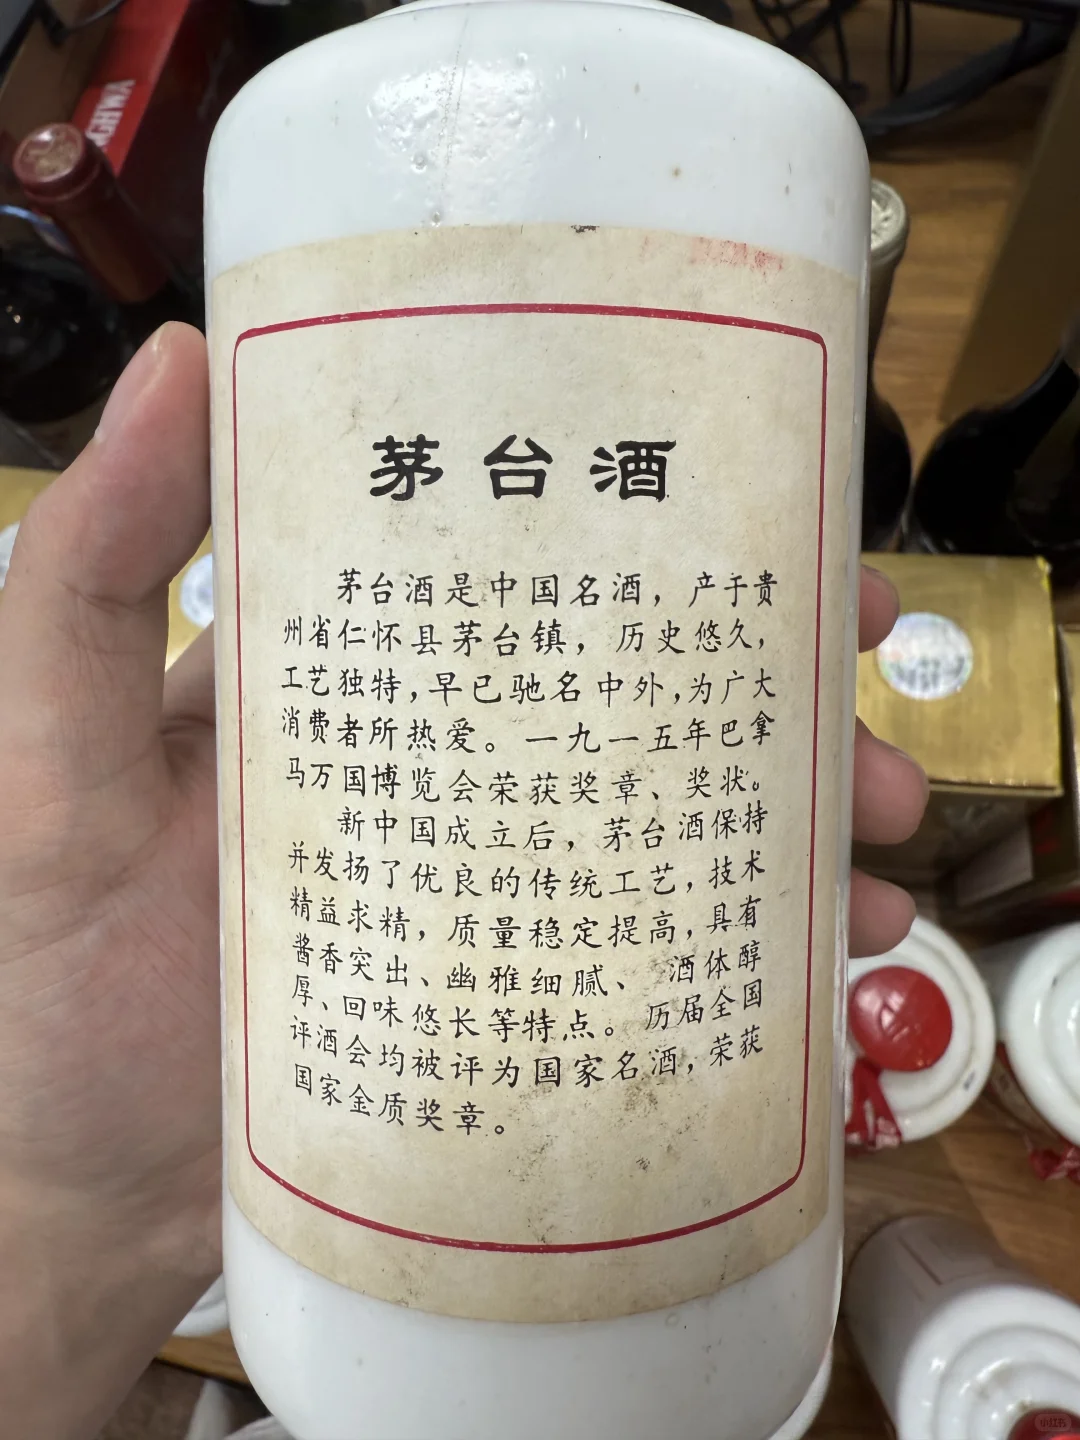 GHWA
茅台酒
茅台酒是中国名酒，产于贵
州省仁怀县茅台镇，历史悠久，
工艺独特，早已驰名中外，为广大
消费者所热爱。一九一五年巴拿
马万国博览会荣获奖章、奖状。
新中国成立后，茅台酒保持
并发扬了优良的传统工艺，技术
精益求精，质量稳定提高，具有
酱香突出、幽雅细腻、酒体醇
厚、回味悠长等特点。历届全国
评酒会均被评为国家名酒，荣获
国家金质奖章。
小红书